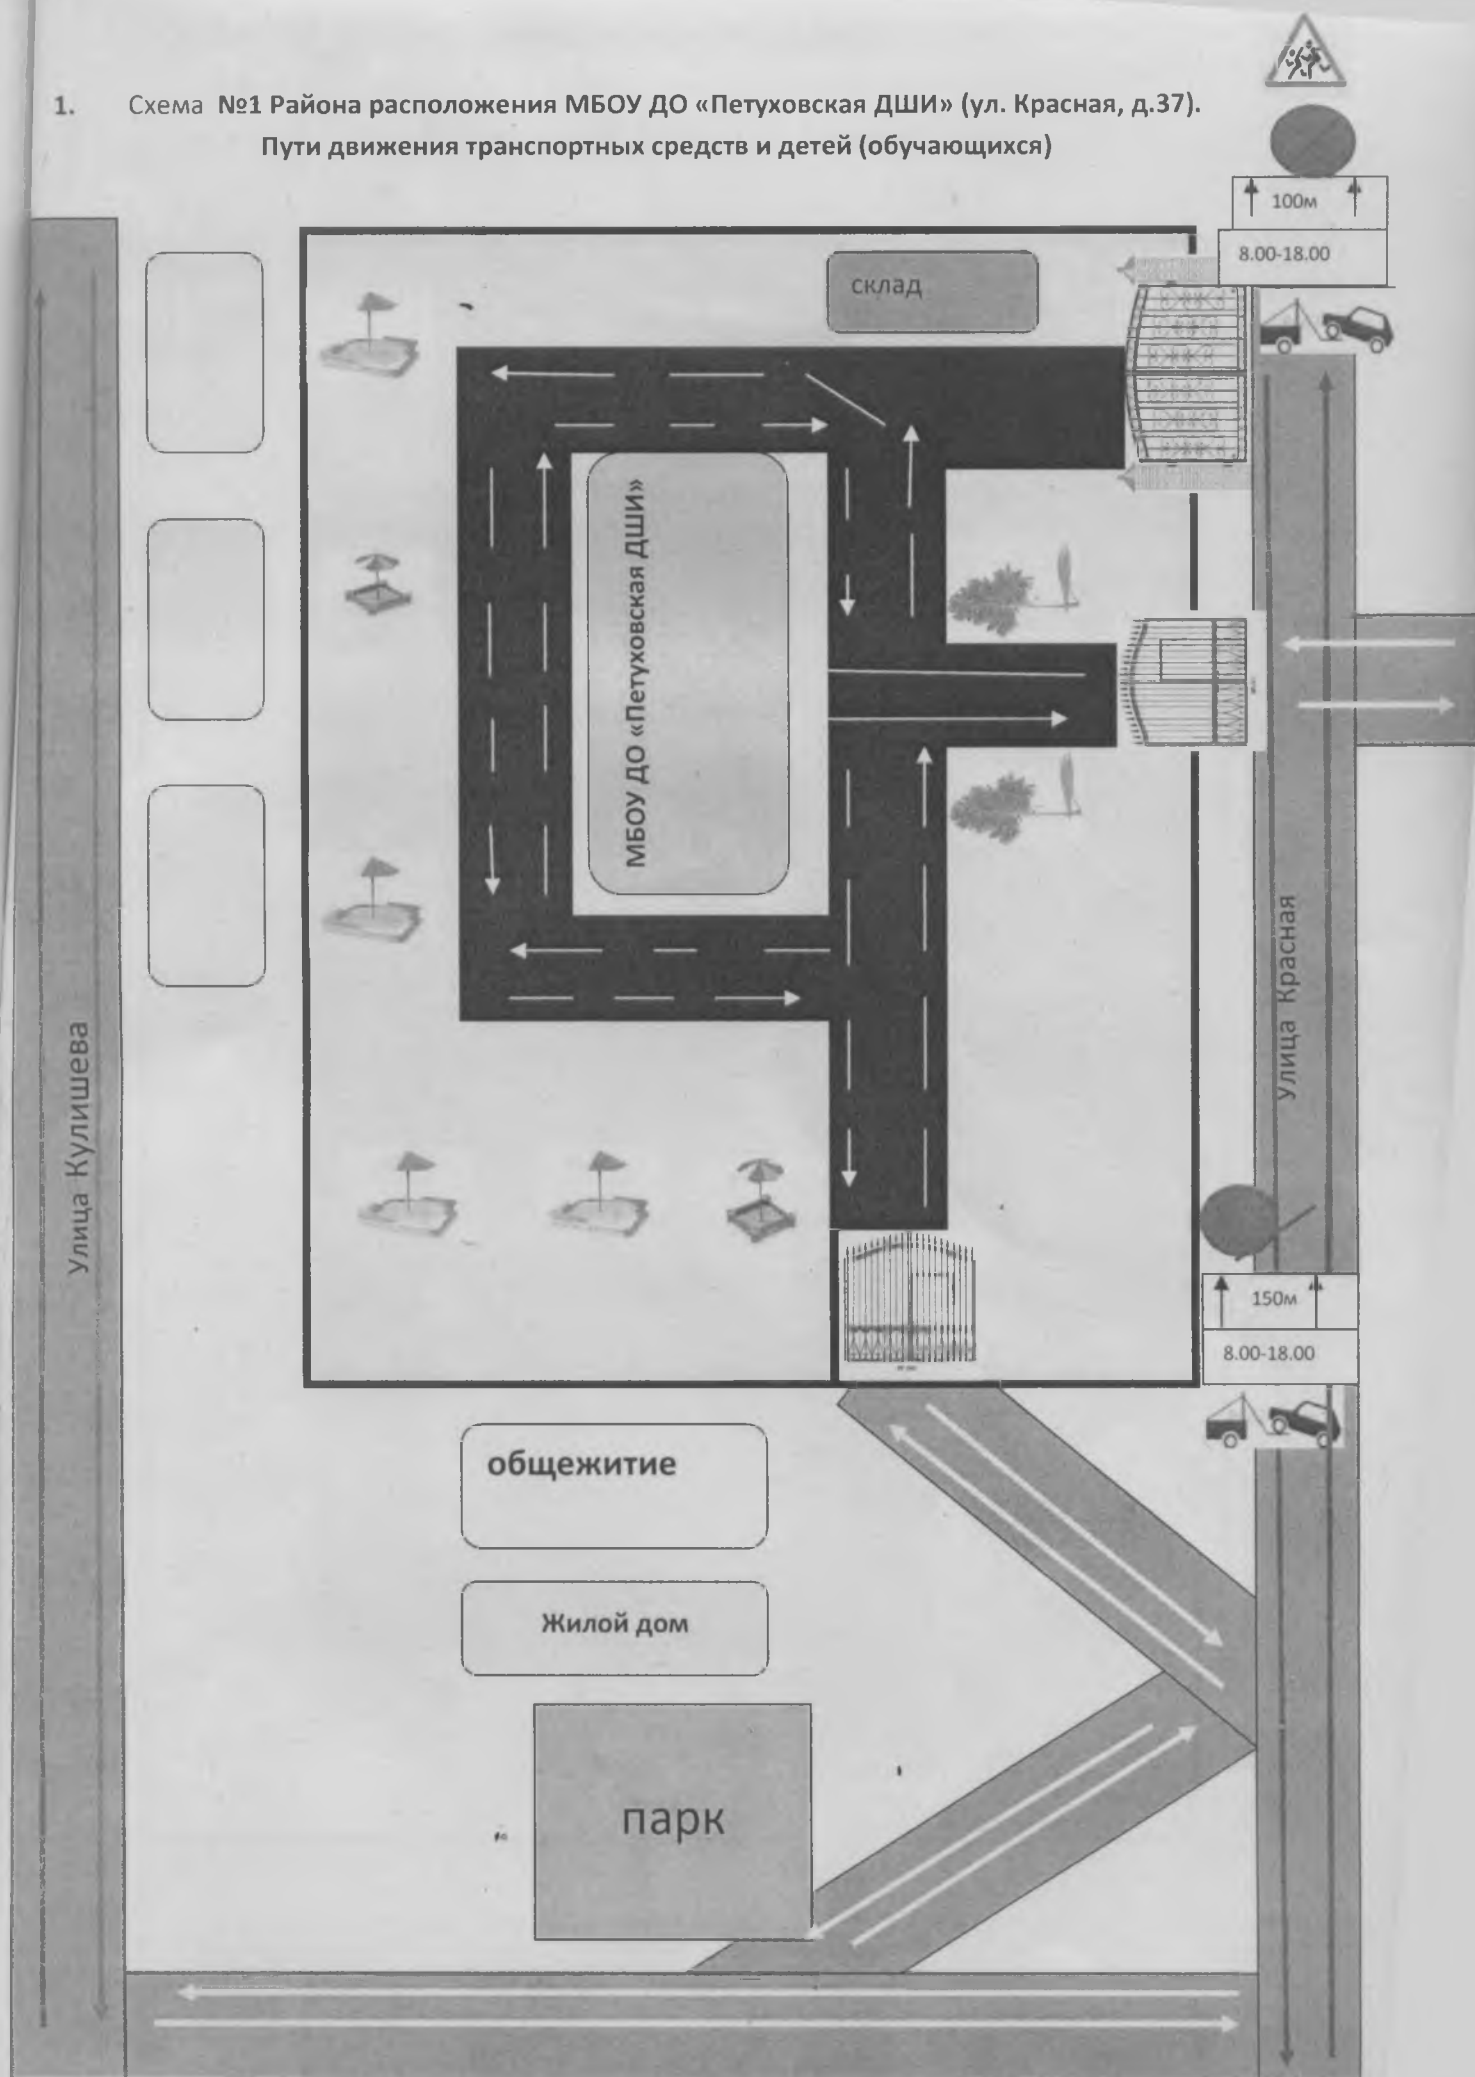 1. Схема №1 Района расположения МБОУ ДО «Петуховская ДШИ» (ул. Красная, д.37).
Пути движения транспортных средств и детей (обучающихся)
100м
8.00-18.00
склад
МБОУ ДО «Петуховская ДШИ»
Улица Красная
Улица Кулишева
150м
8.00-18.00
общежитие
Жилой дом
парк